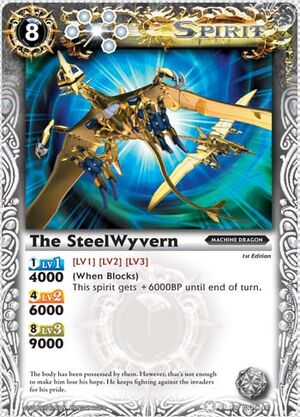 8
SPIRIT
The SteelWyvern
MACHINE DRAGON
1st Edition
1 LV1
4000
4 LV2
6000
8 LV3
9000
[LV1] [LV2] [LV3]
(When Blocks)
This spirit gets +6000BP until end of turn.
The body has been possessed by them. However, that's not enough
to make him lose his hope. He keeps fighting against the invaders
for his pride.